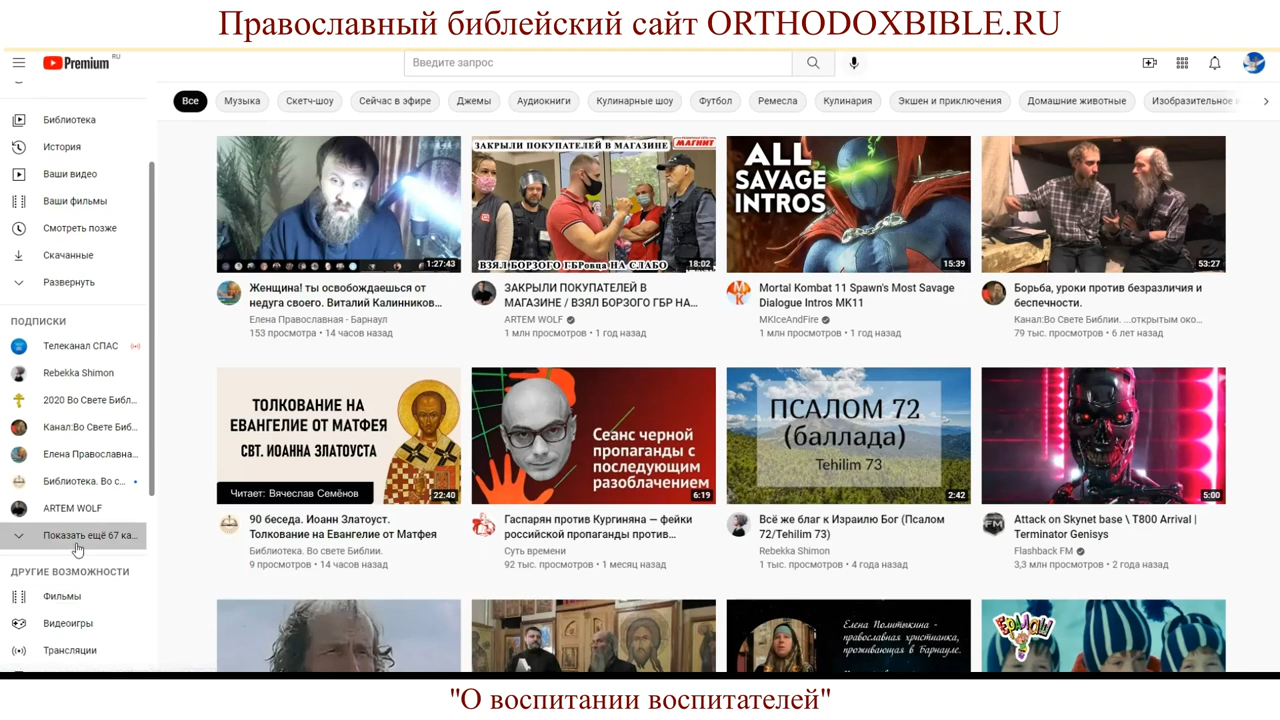 Православный библейский сайт ORTHODOXBIBLE.RU
Premium RU
Введите запрос
Все
Музыка
Скетч-шоу
Сейчас в эфире
Джемы
Аудиокниги
Кулинарные шоу
Футбол
Ремесла
Кулинария
Экшен и приключения
Домашние животные
Изобразительное
Библиотека
История
Ваши видео
Ваши фильмы
Смотреть позже
Скачанные
Развернуть
ПОДПИСКИ
Телеканал СПАС
Rebekka Shimon
2020 Во Свете Библ...
Канал:Во Свете Биб...
Елена Православна...
Библиотека. Во с...
ARTEM WOLF
Показать ещё 67 ка...
ДРУГИЕ ВОЗМОЖНОСТИ
Фильмы
Видеоигры
Трансляции
1:27:43
Женщина! ты освобождаешься от
недуга своего. Виталий Калинников...
Елена Православная - Барнаул
153 просмотра • 14 часов назад
ЗАКРЫЛИ ПОКУПАТЕЛЕЙ В МАГАЗИНЕ
МАГНИТ
ВЗЯЛ БОРЗОГО ГБРовца НА СЛАБО
18:02
ЗАКРЫЛИ ПОКУПАТЕЛЕЙ В
МАГАЗИНЕ / ВЗЯЛ БОРЗОГО ГБР НА...
ARTEM WOLF
1 млн просмотров • 1 год назад
ALL
SAVAGE
INTROS
15:39
Mortal Kombat 11 Spawn's Most Savage
Dialogue Intros MK11
MKIceAndFire
1 млн просмотров • 1 год назад
53:27
Борьба, уроки против безразличия и
беспечности.
Канал:Во Свете Библии. ...открытым око...
79 тыс. просмотров • 6 лет назад
ТОЛКОВАНИЕ НА
ЕВАНГЕЛИЕ ОТ МАТФЕЯ
СВТ. ИОАННА ЗЛАТОУСТА
Читает: Вячеслав Семёнов
22:40
90 беседа. Иоанн Златоуст.
Толкование на Евангелие от Матфея
Библиотека. Во свете Библии.
9 просмотров • 14 часов назад
Сеанс черной
пропаганды с
последующим
разоблачением
6:19
Гаспарян против Кургиняна — фейки
российской пропаганды против...
Суть времени
92 тыс. просмотров • 1 месяц назад
ПСАЛОМ 72
(баллада)
Tehilim 73
2:42
Всё же благ к Израилю Бог (Псалом
72/Tehilim 73)
Rebekka Shimon
1 тыс. просмотров • 4 года назад
5:00
Attack on Skynet base \ T800 Arrival |
Terminator Genisys
FM
Flashback FM
3,3 млн просмотров • 2 года назад
Елена Политыкина -
православная христианка,
проживающая в Барнауле.
ЕРАЛАШ
"О воспитании воспитателей"